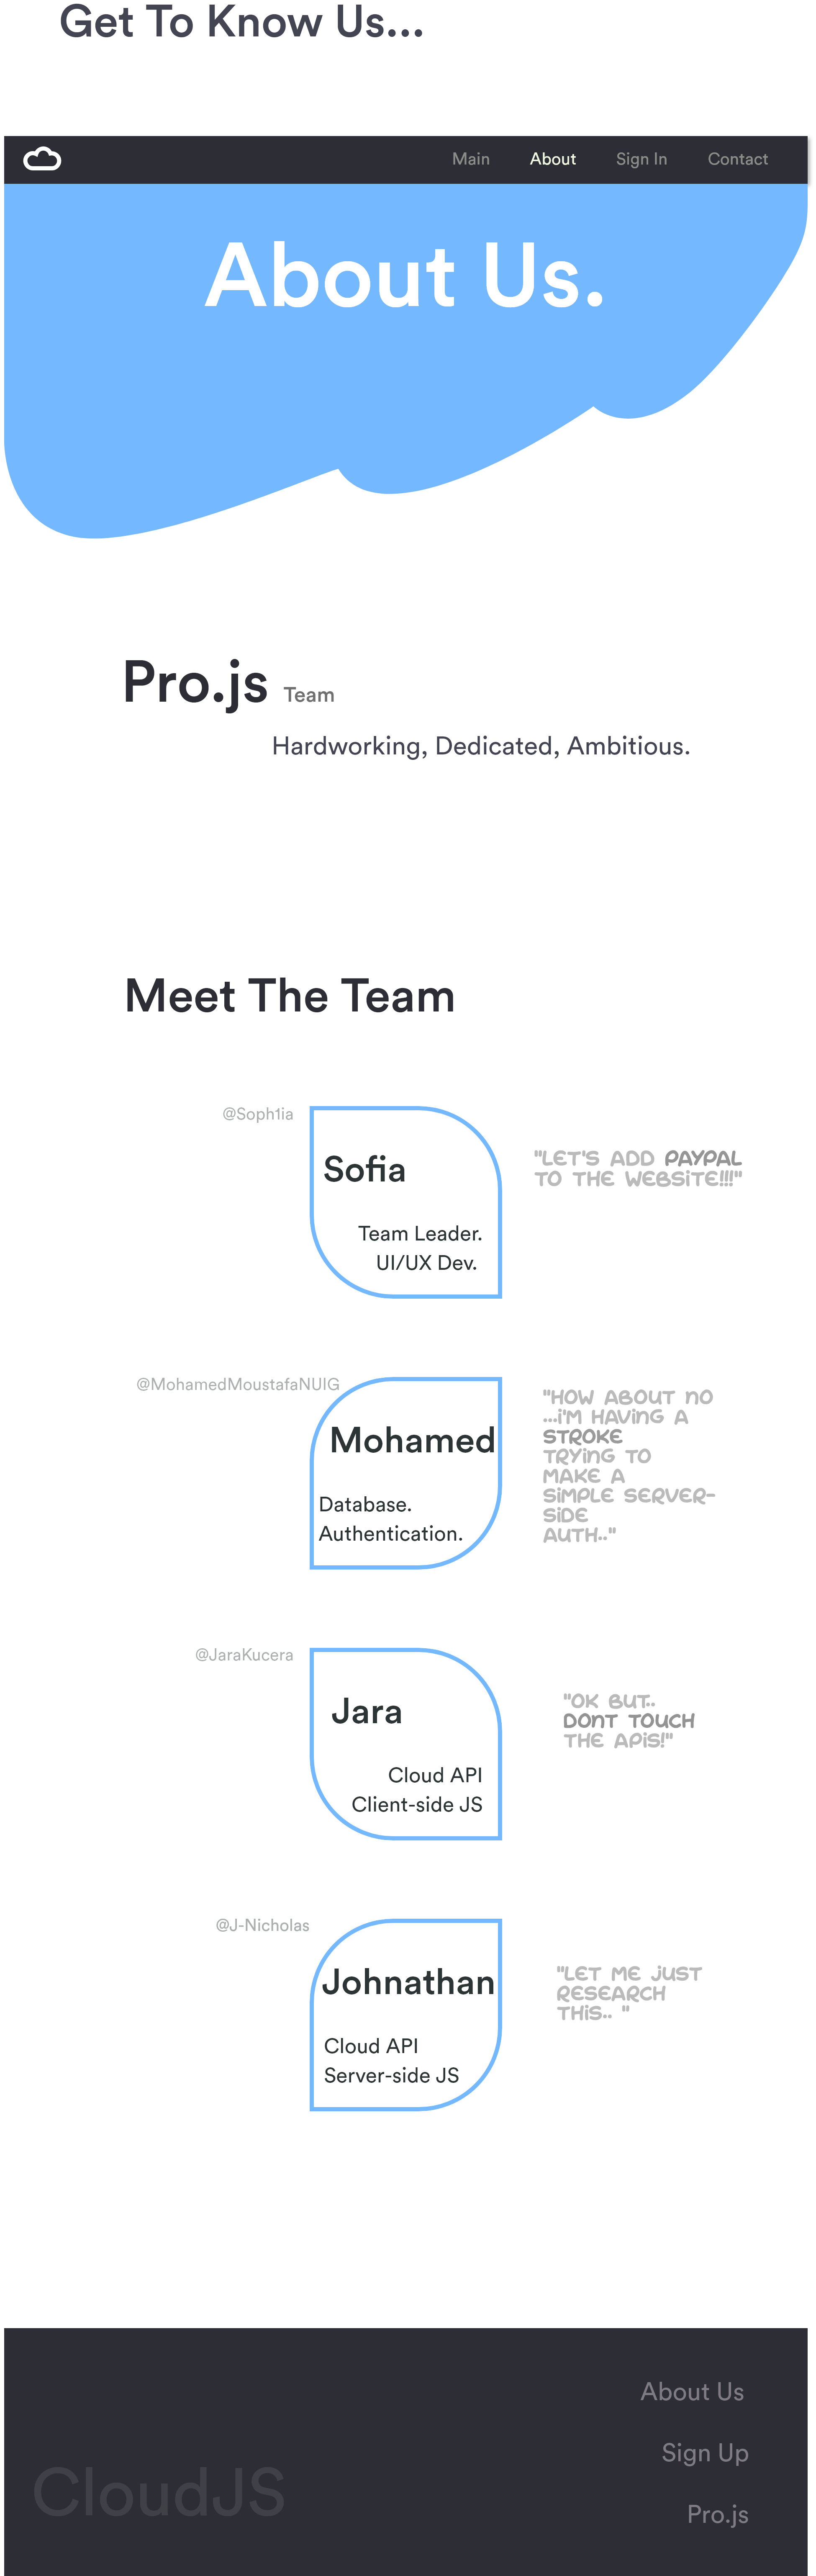 Get To Know Us...
Main About Sign In Contact
About Us.
Pro.js Team
Hardworking, Dedicated, Ambitious.
Meet The Team
@Soph1ia
Sofia
Team Leader.
UI/UX Dev.
"LET'S ADD PAYPAL
TO THE WEBSiTE!!!"
@MohamedMoustafaNUIG
Mohamed
Database.
Authentication.
"HOW ABOUT nO
...i'M HAVinG A
STROKE
TRYinG TO
MAKE A
SiMPLE SERVER-
SiDE
AUTH.."
@JaraKucera
Jara
Cloud API
Client-side JS
"OK BUT..
DOnT TOUCH
THE APiS!"
@J-Nicholas
Johnathan
Cloud API
Server-side JS
"LET ME jUST
RESEARCH
THiS.. "
About Us
Sign Up
CloudJS
Pro.js